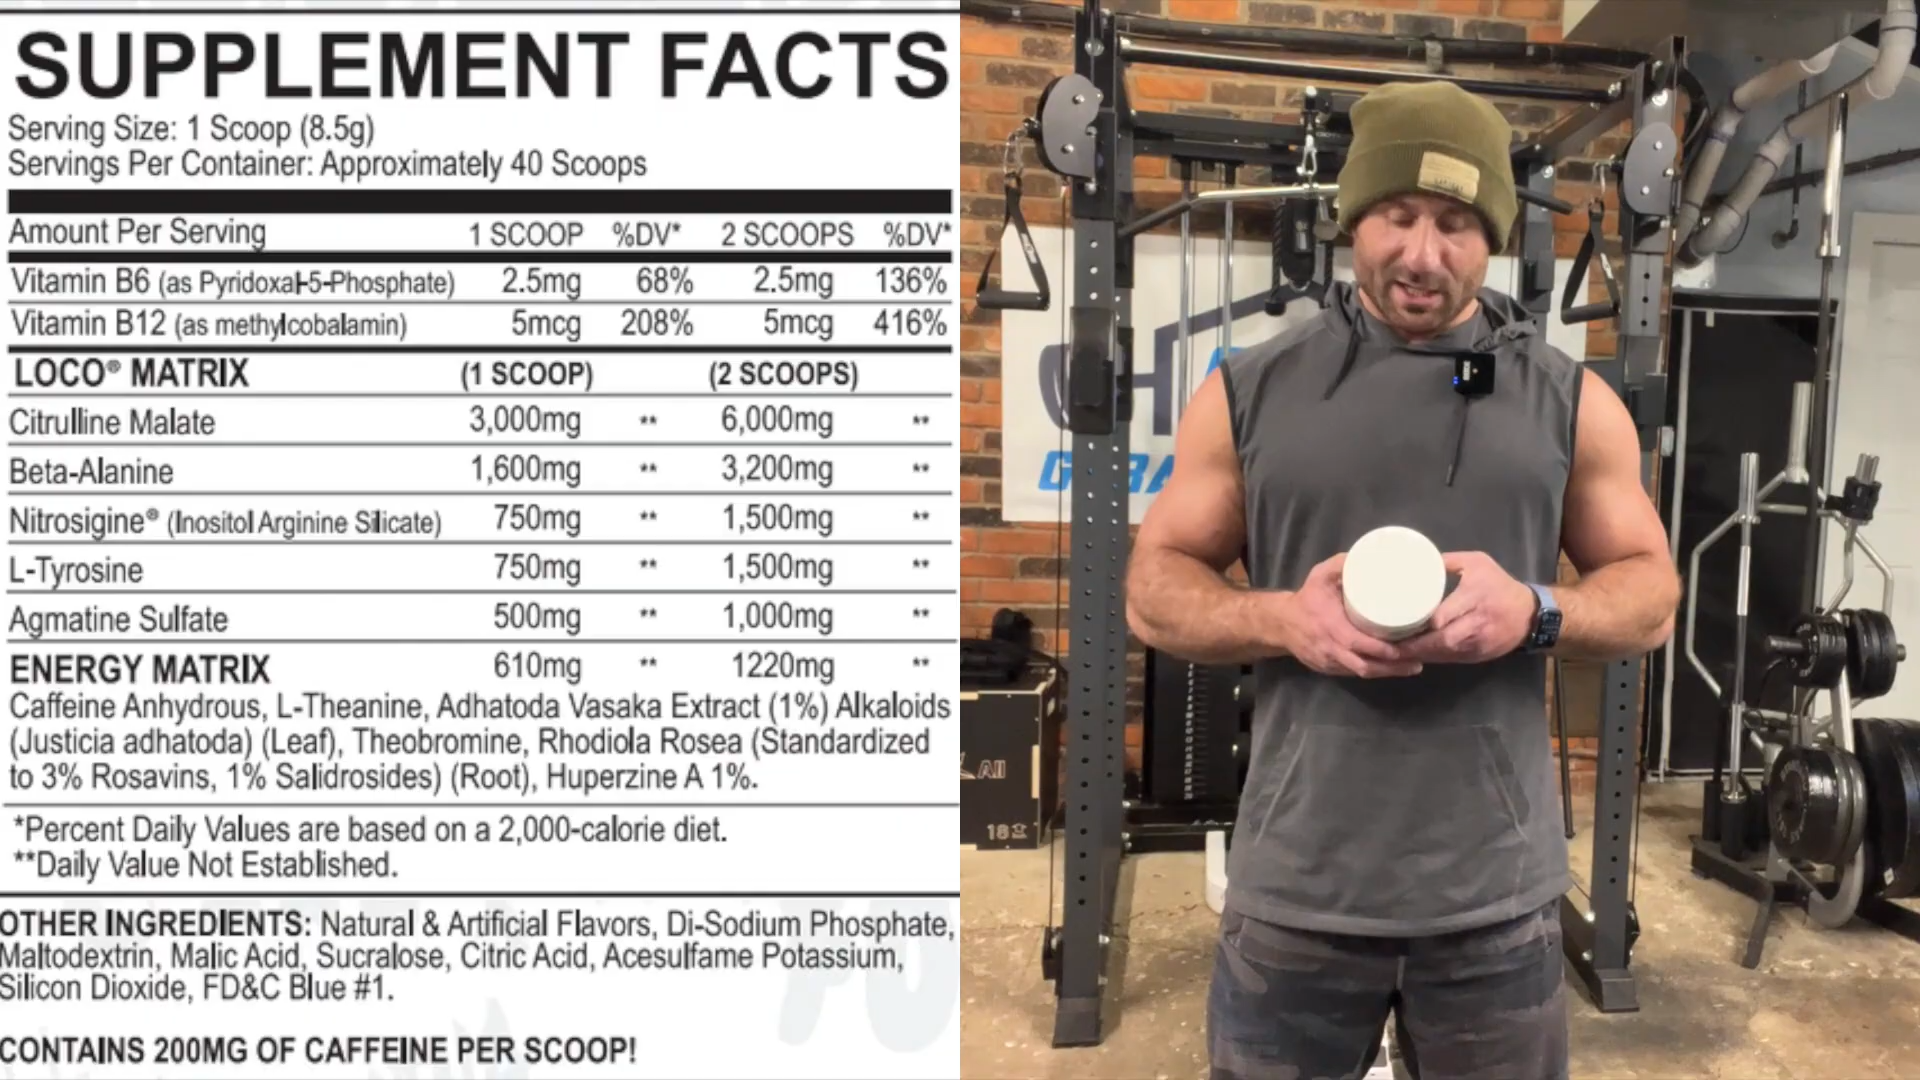 SUPPLEMENT FACTS
Serving Size: 1 Scoop (8.5g)
Servings Per Container: Approximately 40 Scoops
Amount Per Serving 1 SCOOP %DV* 2 SCOOPS %DV*
Vitamin B6 (as Pyridoxal-5-Phosphate) 2.5mg 68% 2.5mg 136%
Vitamin B12 (as methylcobalamin) 5mcg 208% 5mcg 416%
LOCO® MATRIX (1 SCOOP) (2 SCOOPS)
Citrulline Malate 3,000mg ** 6,000mg **
Beta-Alanine 1,600mg ** 3,200mg **
Nitrosigine® (Inositol Arginine Silicate) 750mg ** 1,500mg **
L-Tyrosine 750mg ** 1,500mg **
Agmatine Sulfate 500mg ** 1,000mg **
ENERGY MATRIX 610mg ** 1220mg **
Caffeine Anhydrous, L-Theanine, Adhatoda Vasaka Extract (1%) Alkaloids
(Justicia adhatoda) (Leaf), Theobromine, Rhodiola Rosea (Standardized
to 3% Rosavins, 1% Salidrosides) (Root), Huperzine A 1%.
*Percent Daily Values are based on a 2,000-calorie diet.
**Daily Value Not Established.
OTHER INGREDIENTS: Natural & Artificial Flavors, Di-Sodium Phosphate,
Maltodextrin, Malic Acid, Sucralose, Citric Acid, Acesulfame Potassium,
Silicon Dioxide, FD&C Blue #1.
CONTAINS 200MG OF CAFFEINE PER SCOOP!
18